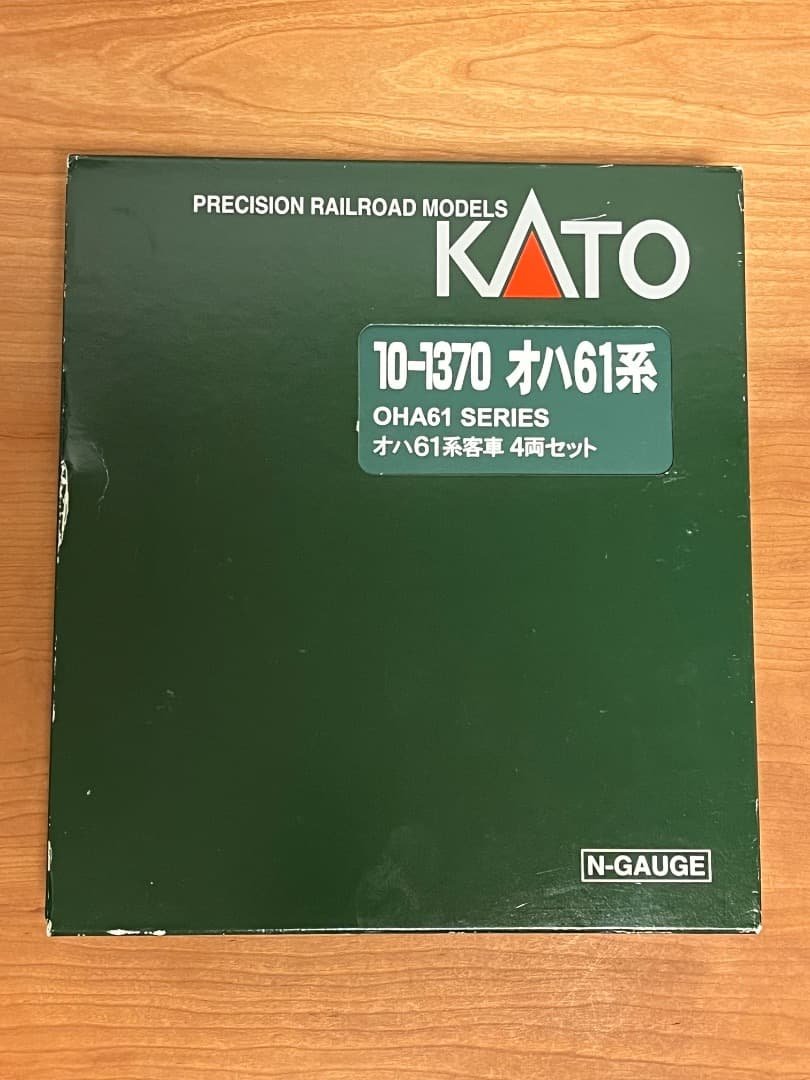 PRECISION RAILROAD MODELS
KATO
10-1370 オハ61系
OHA61 SERIES
オハ61系客車 4両セット
N-GAUGE